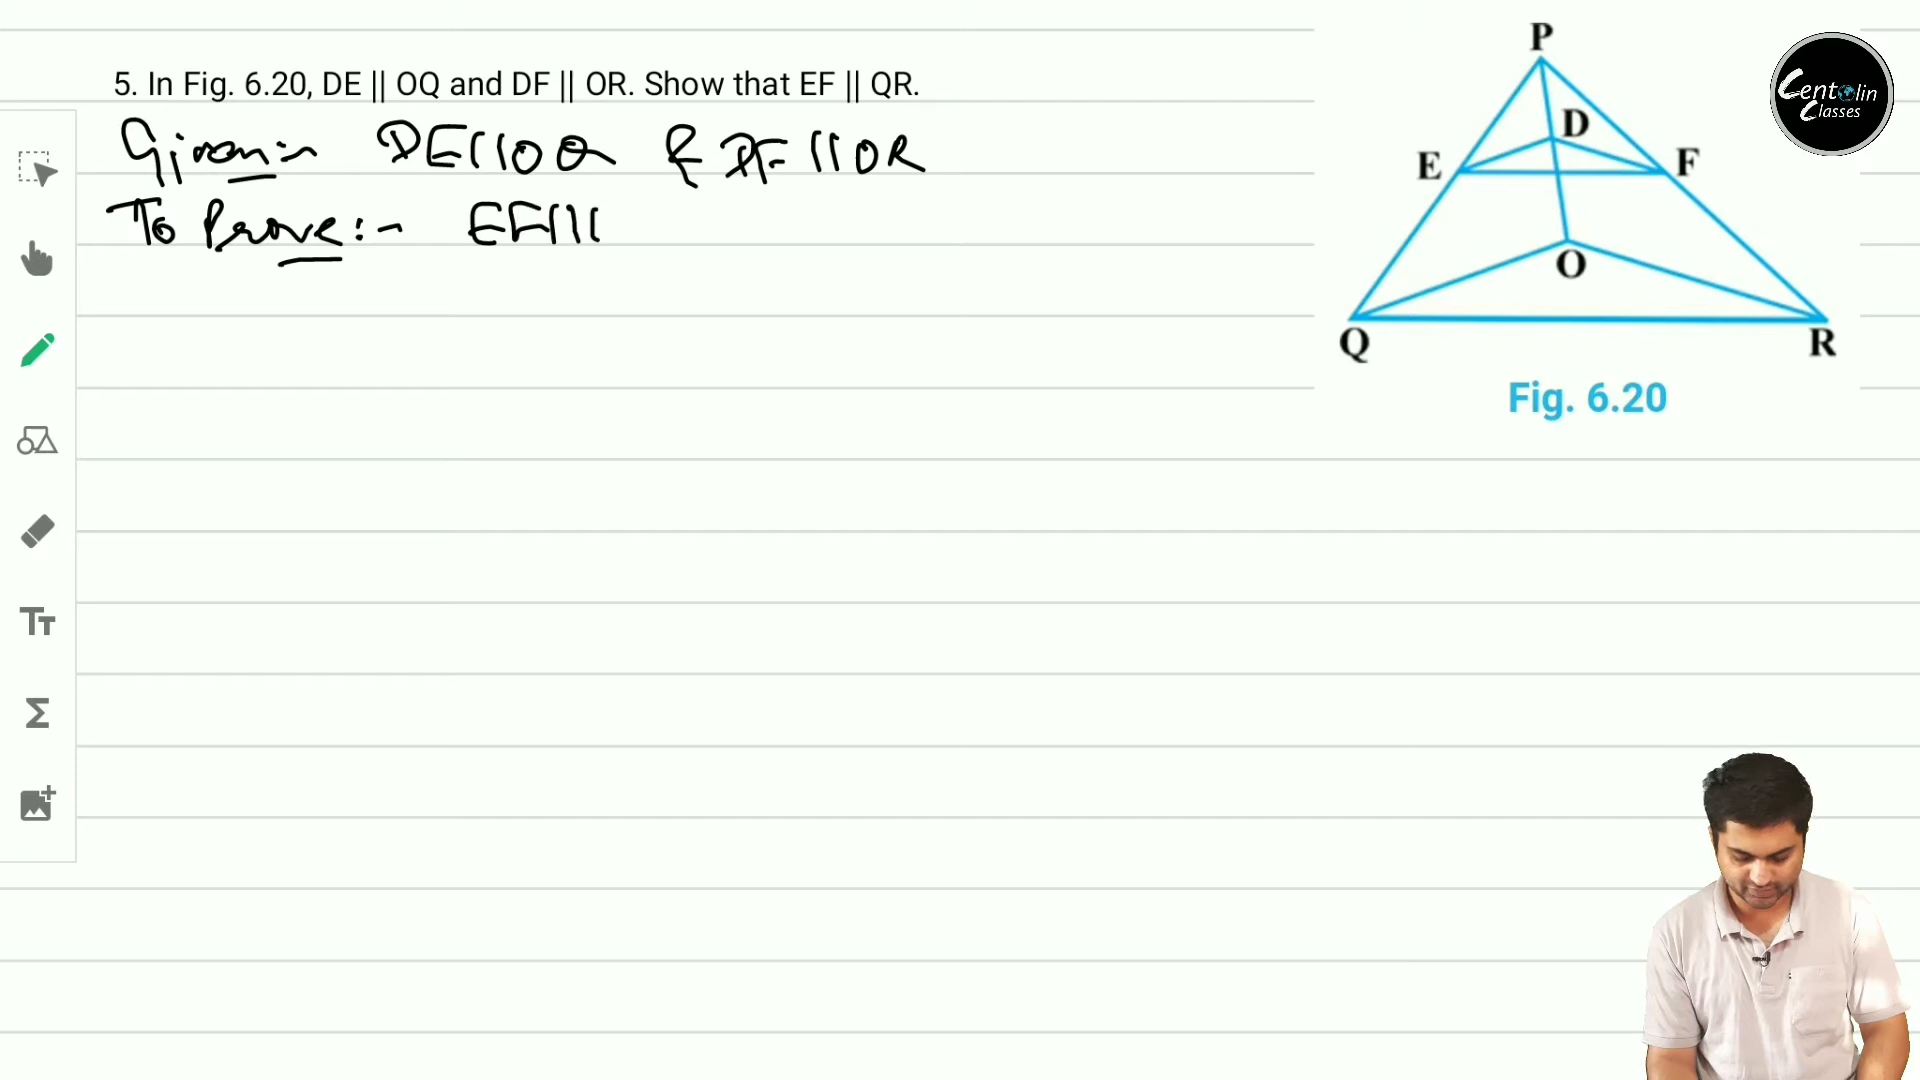 5. In Fig. 6.20, DE || OQ and DF || OR. Show that EF || QR.
Given:- DE||OQ & DF||OR
To Prove:- EF||(
P
D
E
F
O
Q
R
Fig. 6.20
Centolin
Classes
TT
Σ